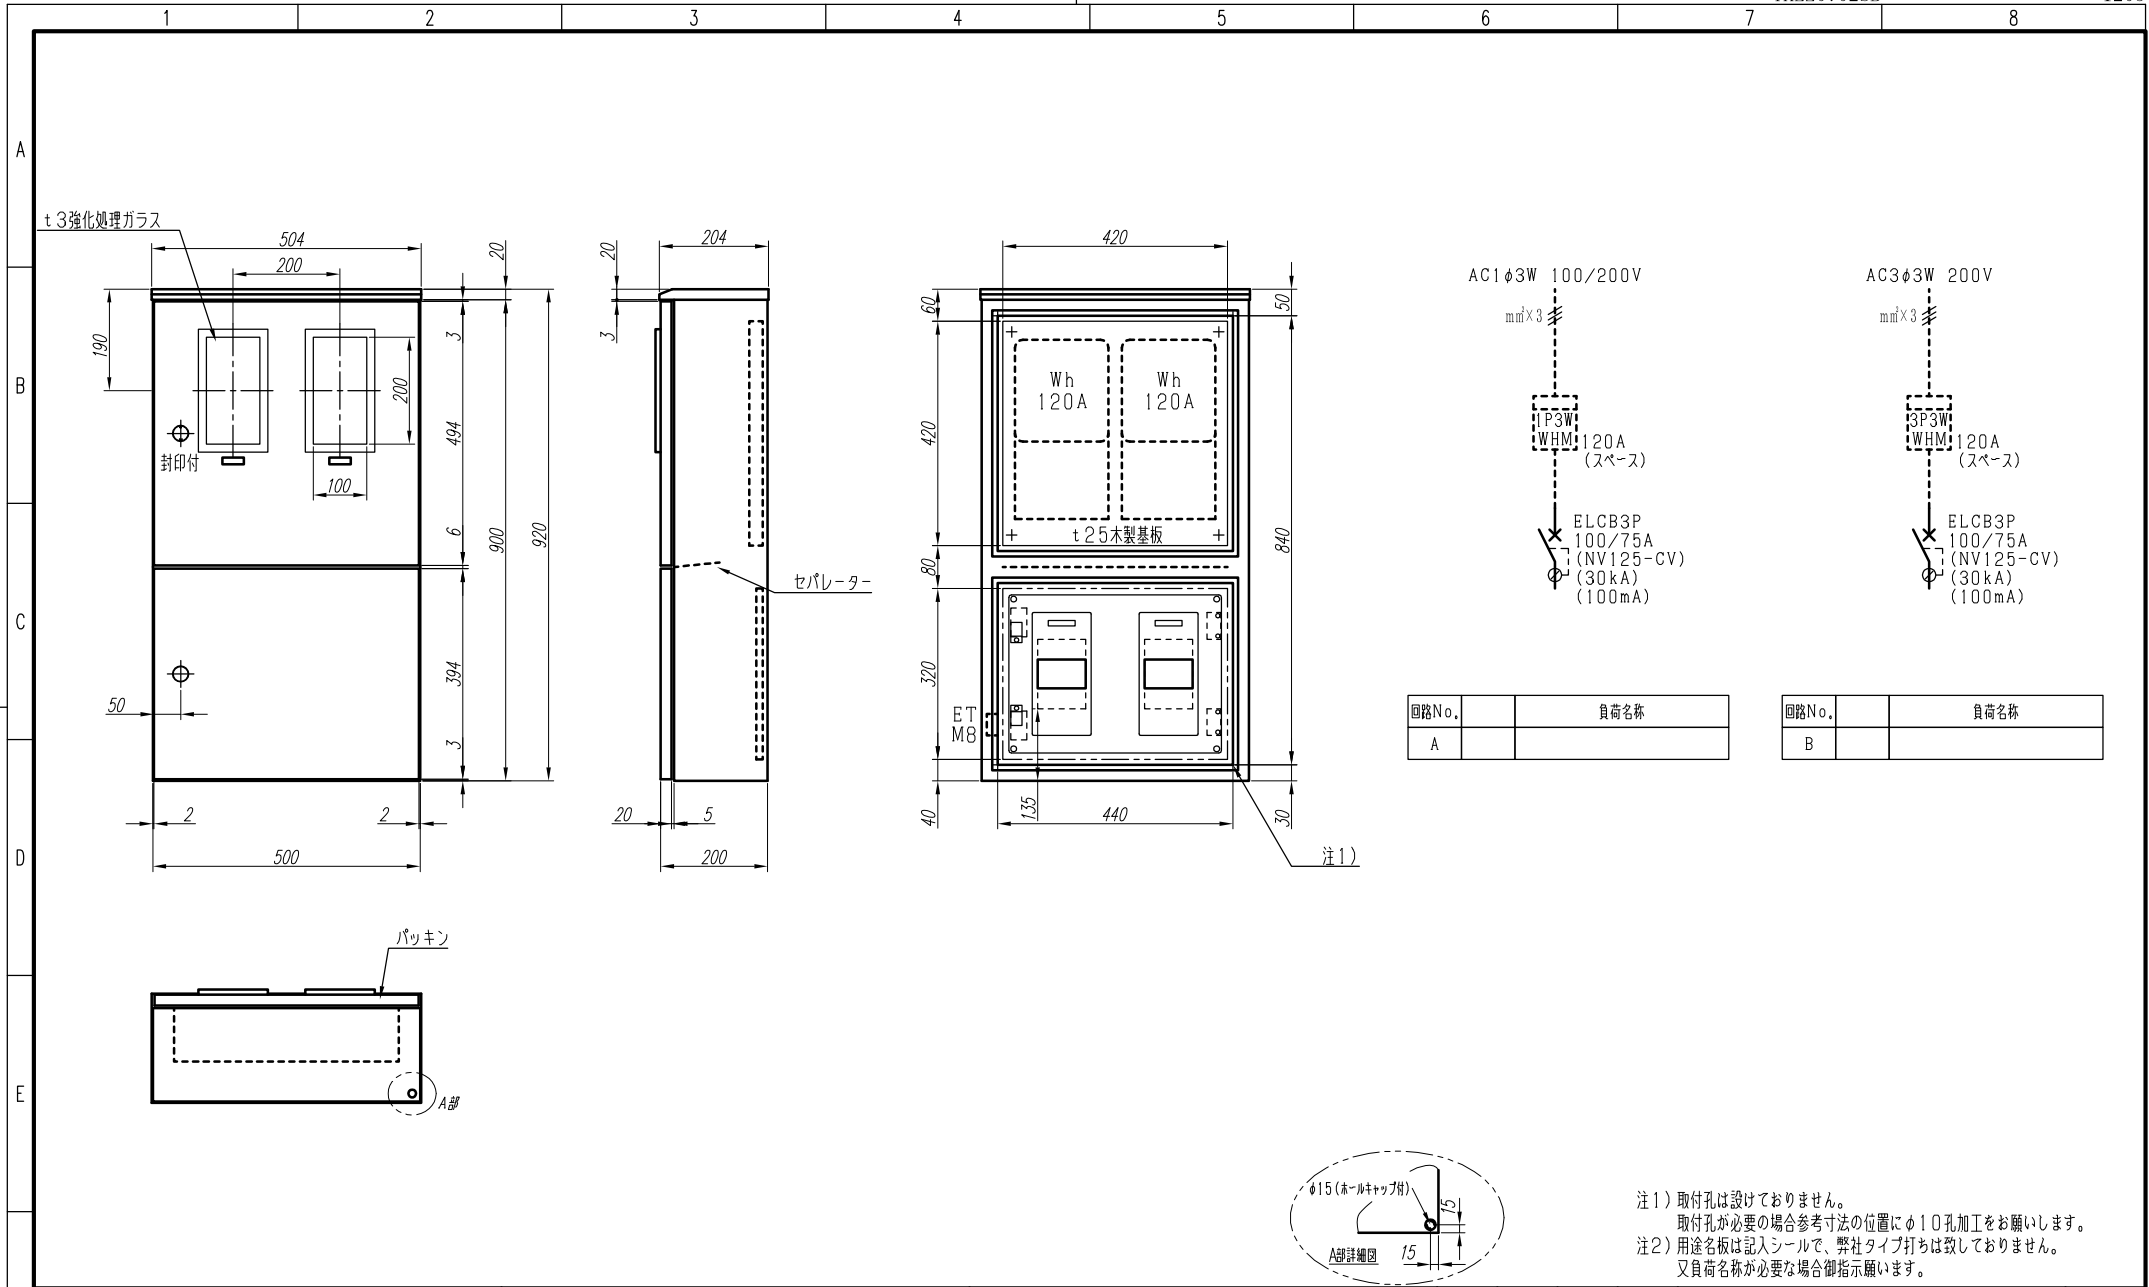 1 2 3 4 5 6 7 8
A
B
C
D
E
t3強化処理ガラス
504
200
20
190
3
200
494
封印付
100
6
900
920
394
50
3
2
2
500
20
204
3
セパレーター
20
5
200
420
60
50
Wh
120A
Wh
120A
420
840
t25木製基板
80
320
ET
M8
135
40
440
30
注1)
AC1φ3W 100/200V
mm²×3
1P3W
WHM
120A
(スペース)
ELCB3P
100/75A
(NV125-CV)
(30kA)
(100mA)
AC3φ3W 200V
mm²×3
3P3W
WHM
120A
(スペース)
ELCB3P
100/75A
(NV125-CV)
(30kA)
(100mA)
回路No. 負荷名称
A
回路No. 負荷名称
B
パッキン
A部
φ15(ホールキャップ付)
15
15
A部詳細図
注1)取付孔は設けておりません。
取付孔が必要の場合参考寸法の位置にφ10孔加工をお願いします。
注2)用途名板は記入シールで、弊社タイプ打ちは致しておりません。
又負荷名称が必要な場合御指示願います。